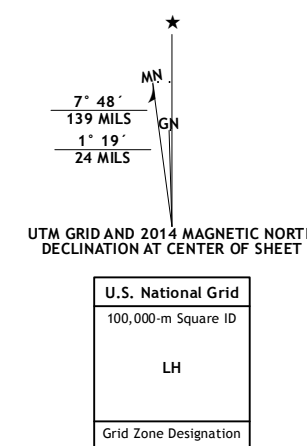 ★
MN
GN
7° 48´
139 MILS
1° 19´
24 MILS
UTM GRID AND 2014 MAGNETIC NORT
DECLINATION AT CENTER OF SHEET
U.S. National Grid
100,000-m Square ID
LH
Grid Zone Designation